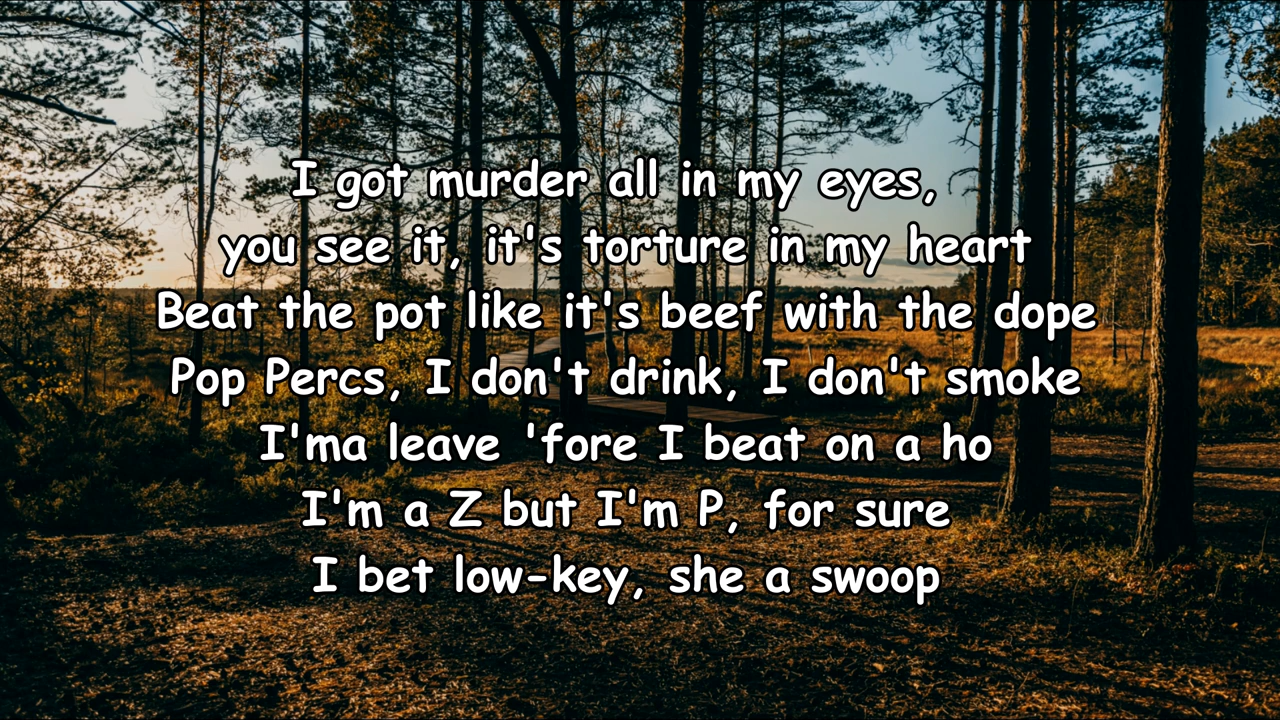 I got murder all in my eyes,
you see it, it's torture in my heart
Beat the pot like it's beef with the dope
Pop Percs, I don't drink, I don't smoke
I'ma leave 'fore I beat on a ho
I'm a Z but I'm P, for sure
I bet low-key, she a swoop